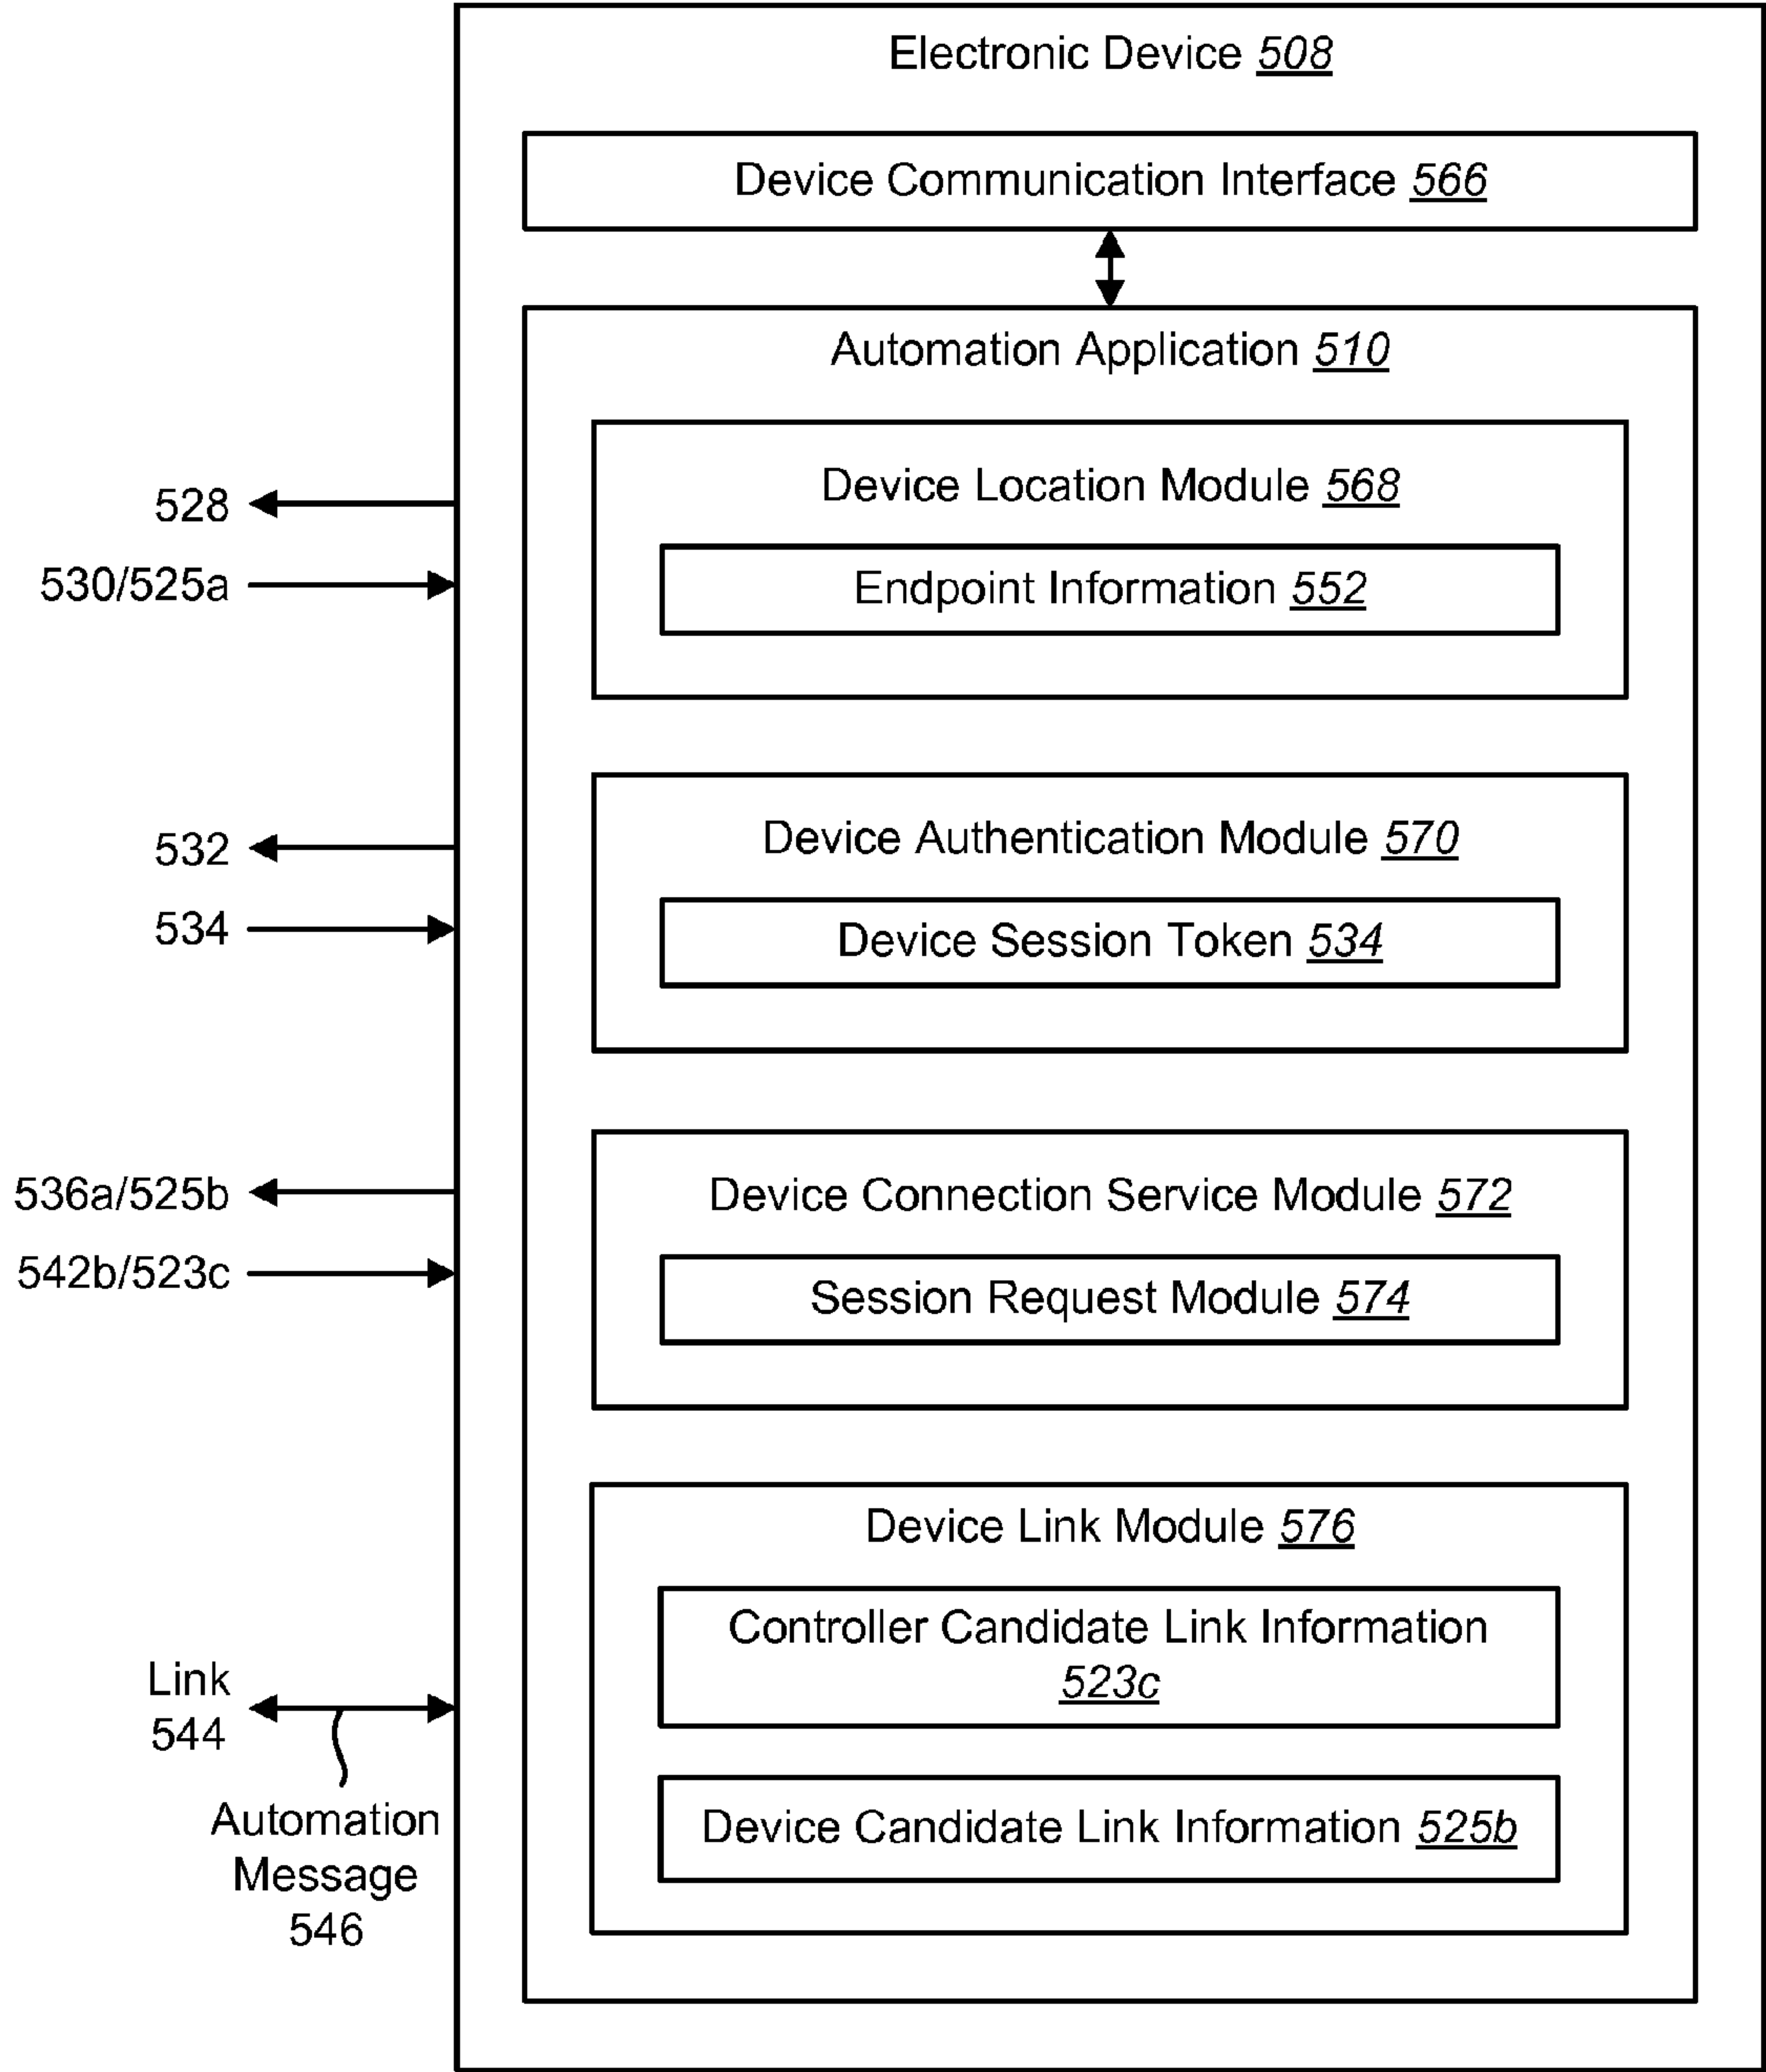 Electronic Device 508
Device Communication Interface 566
Automation Application 510
Device Location Module 568
528
530/525a
Endpoint Information 552
Device Authentication Module 570
532
534
Device Session Token 534
Device Connection Service Module 572
536a/525b
542b/523c
Session Request Module 574
Device Link Module 576
Controller Candidate Link Information
523c
Link
544
Device Candidate Link Information 525b
Automation
Message
546